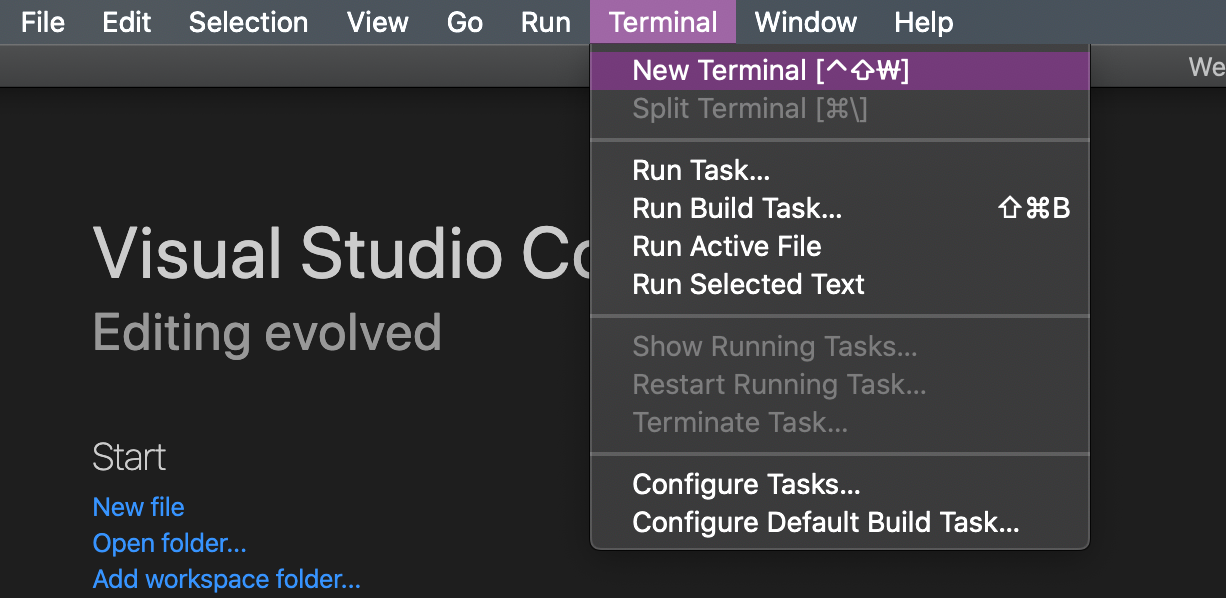 File Edit Selection View Go Run Terminal Window Help
We
New Terminal [^⇧₩]
Split Terminal [⌘\]
Run Task...
Run Build Task... ⇧⌘B
Run Active File
Run Selected Text
Show Running Tasks...
Restart Running Task...
Terminate Task...
Configure Tasks...
Configure Default Build Task...
Visual Studio Co
Editing evolved
Start
New file
Open folder...
Add workspace folder...